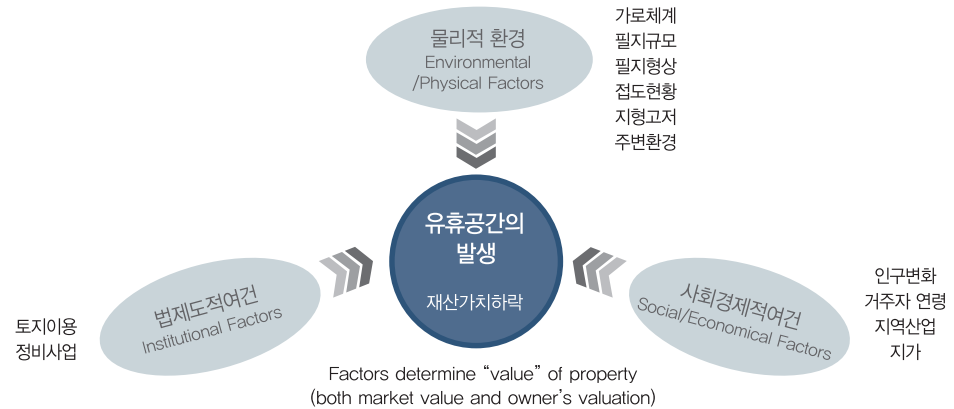 물리적 환경
Environmental
/Physical Factors
가로체계
필지규모
필지형상
접도현황
지형고저
주변환경
유휴공간의
발생
재산가치하락
법제도적여건
Institutional Factors
토지이용
정비사업
사회경제적여건
Social/Economical Factors
인구변화
거주자 연령
지역산업
지가
Factors determine “value” of property
(both market value and owner’s valuation)